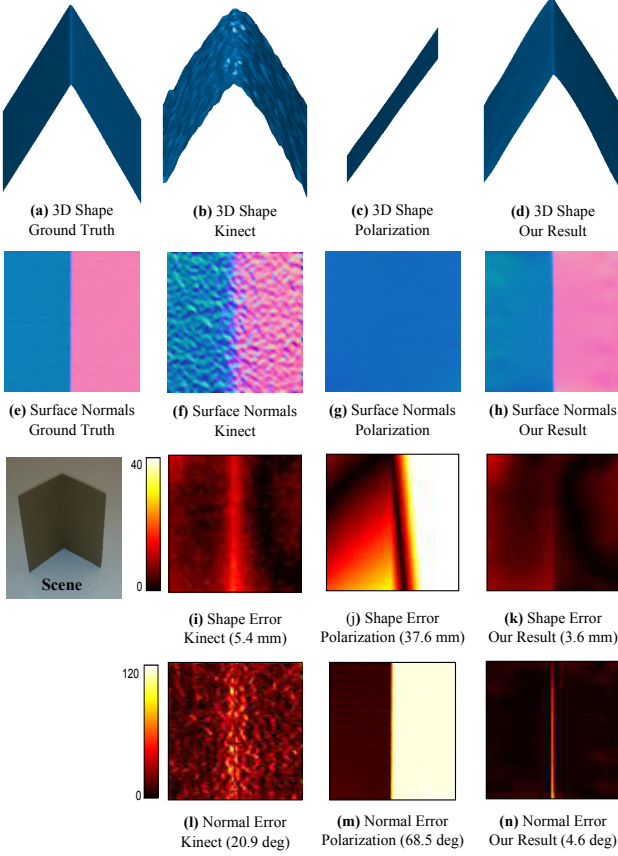 (a) 3D Shape
Ground Truth
(b) 3D Shape
Kinect
(c) 3D Shape
Polarization
(d) 3D Shape
Our Result
(e) Surface Normals
Ground Truth
(f) Surface Normals
Kinect
(g) Surface Normals
Polarization
(h) Surface Normals
Our Result
Scene
40
0
(i) Shape Error
Kinect (5.4 mm)
(j) Shape Error
Polarization (37.6 mm)
(k) Shape Error
Our Result (3.6 mm)
120
0
(l) Normal Error
Kinect (20.9 deg)
(m) Normal Error
Polarization (68.5 deg)
(n) Normal Error
Our Result (4.6 deg)